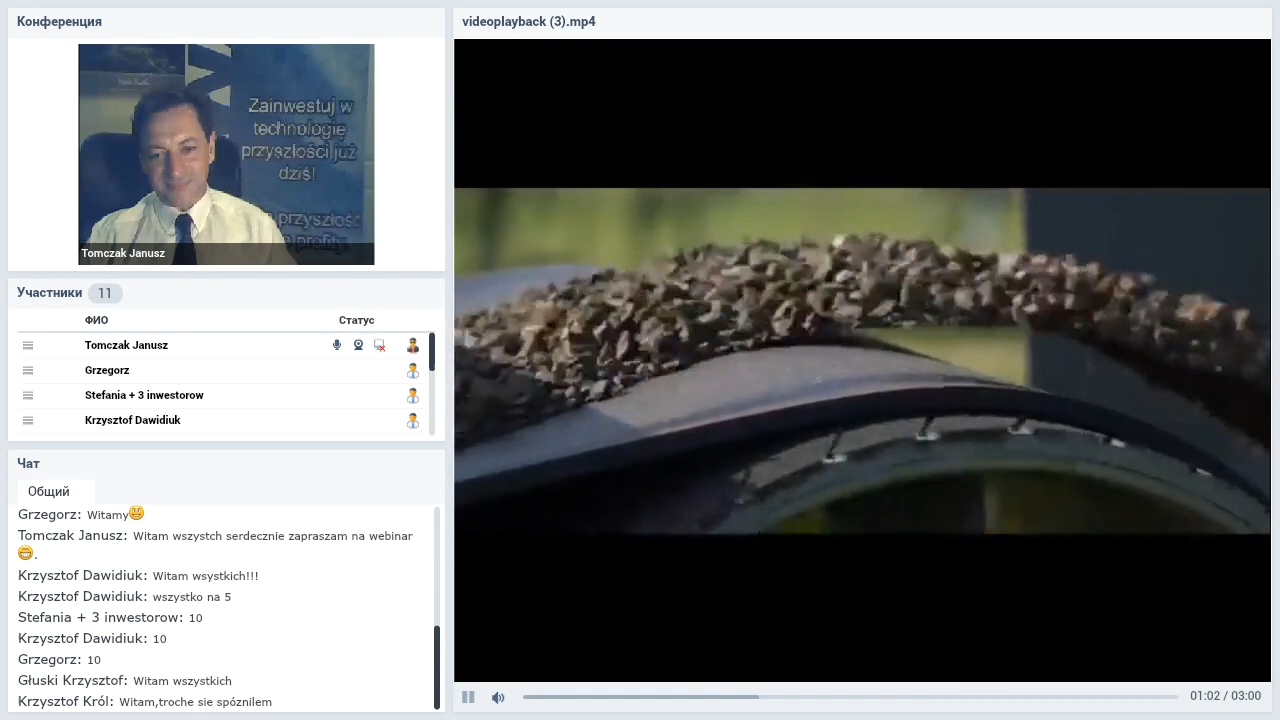 Конференция
Zainwestuj w
technologię
przyszłości już
dziś!
przyszłość
profity
Tomczak Janusz
Участники 11
ФИО Статус
Tomczak Janusz
Grzegorz
Stefania + 3 inwestorow
Krzysztof Dawidiuk
Чат
Общий
Grzegorz: Witamy
Tomczak Janusz: Witam wszystch serdecznie zapraszam na webinar
.
Krzysztof Dawidiuk: Witam wsystkich!!!
Krzysztof Dawidiuk: wszystko na 5
Stefania + 3 inwestorow: 10
Krzysztof Dawidiuk: 10
Grzegorz: 10
Głuski Krzysztof: Witam wszystkich
Krzysztof Król: Witam,troche sie spóznilem
videoplayback (3).mp4
01:02 / 03:00